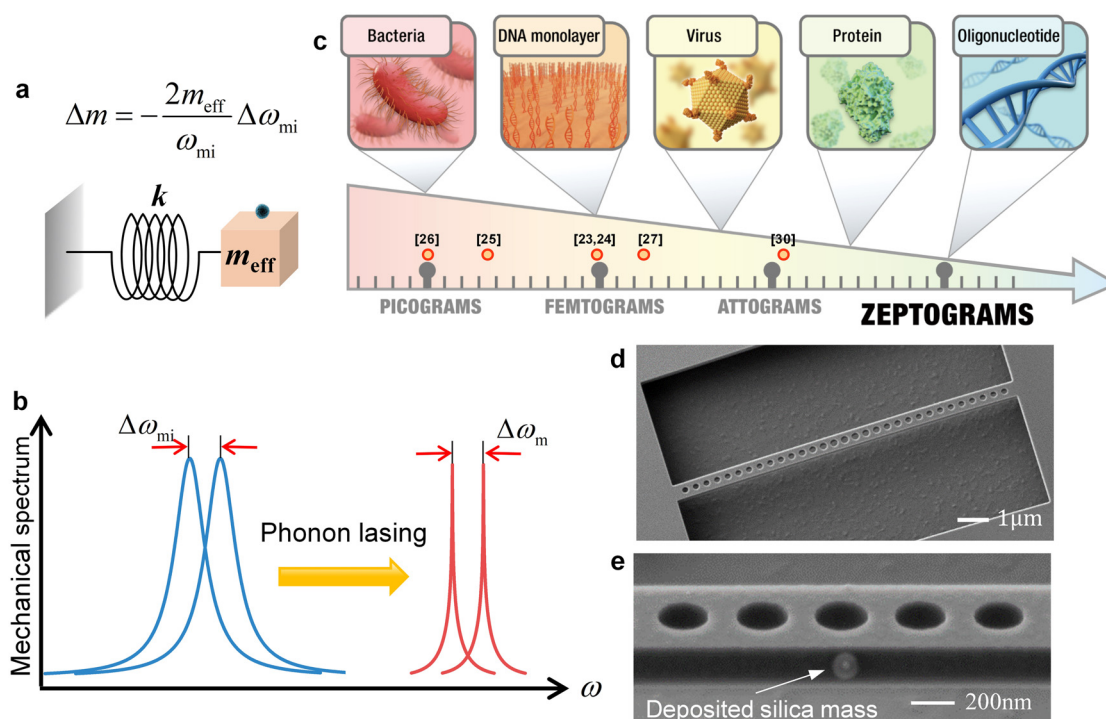 a
Δm = − 2m_eff / ω_mi Δω_mi
k
m_eff
b
Δω_mi
Δω_m
Phonon lasing
Mechanical spectrum
ω
c
Bacteria
DNA monolayer
Virus
Protein
Oligonucleotide
[26]
[25]
[23,24]
[27]
[30]
PICOGRAMS
FEMTOGRAMS
ATTOGRAMS
ZEPTOGRAMS
d
1μm
e
Deposited silica mass
200nm